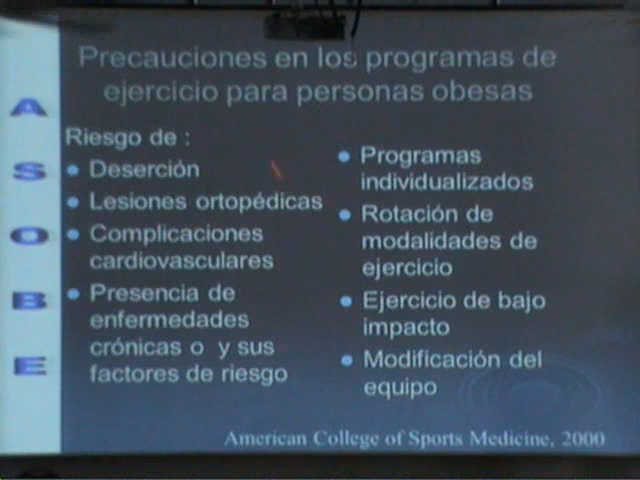 Precauciones en los programas de
ejercicio para personas obesas
A
S
O
B
E
Riesgo de :
Deserción
Lesiones ortopédicas
Complicaciones
cardiovasculares
Presencia de
enfermedades
crónicas o y sus
factores de riesgo
Programas
individualizados
Rotación de
modalidades de
ejercicio
Ejercicio de bajo
impacto
Modificación del
equipo
American College of Sports Medicine, 2000